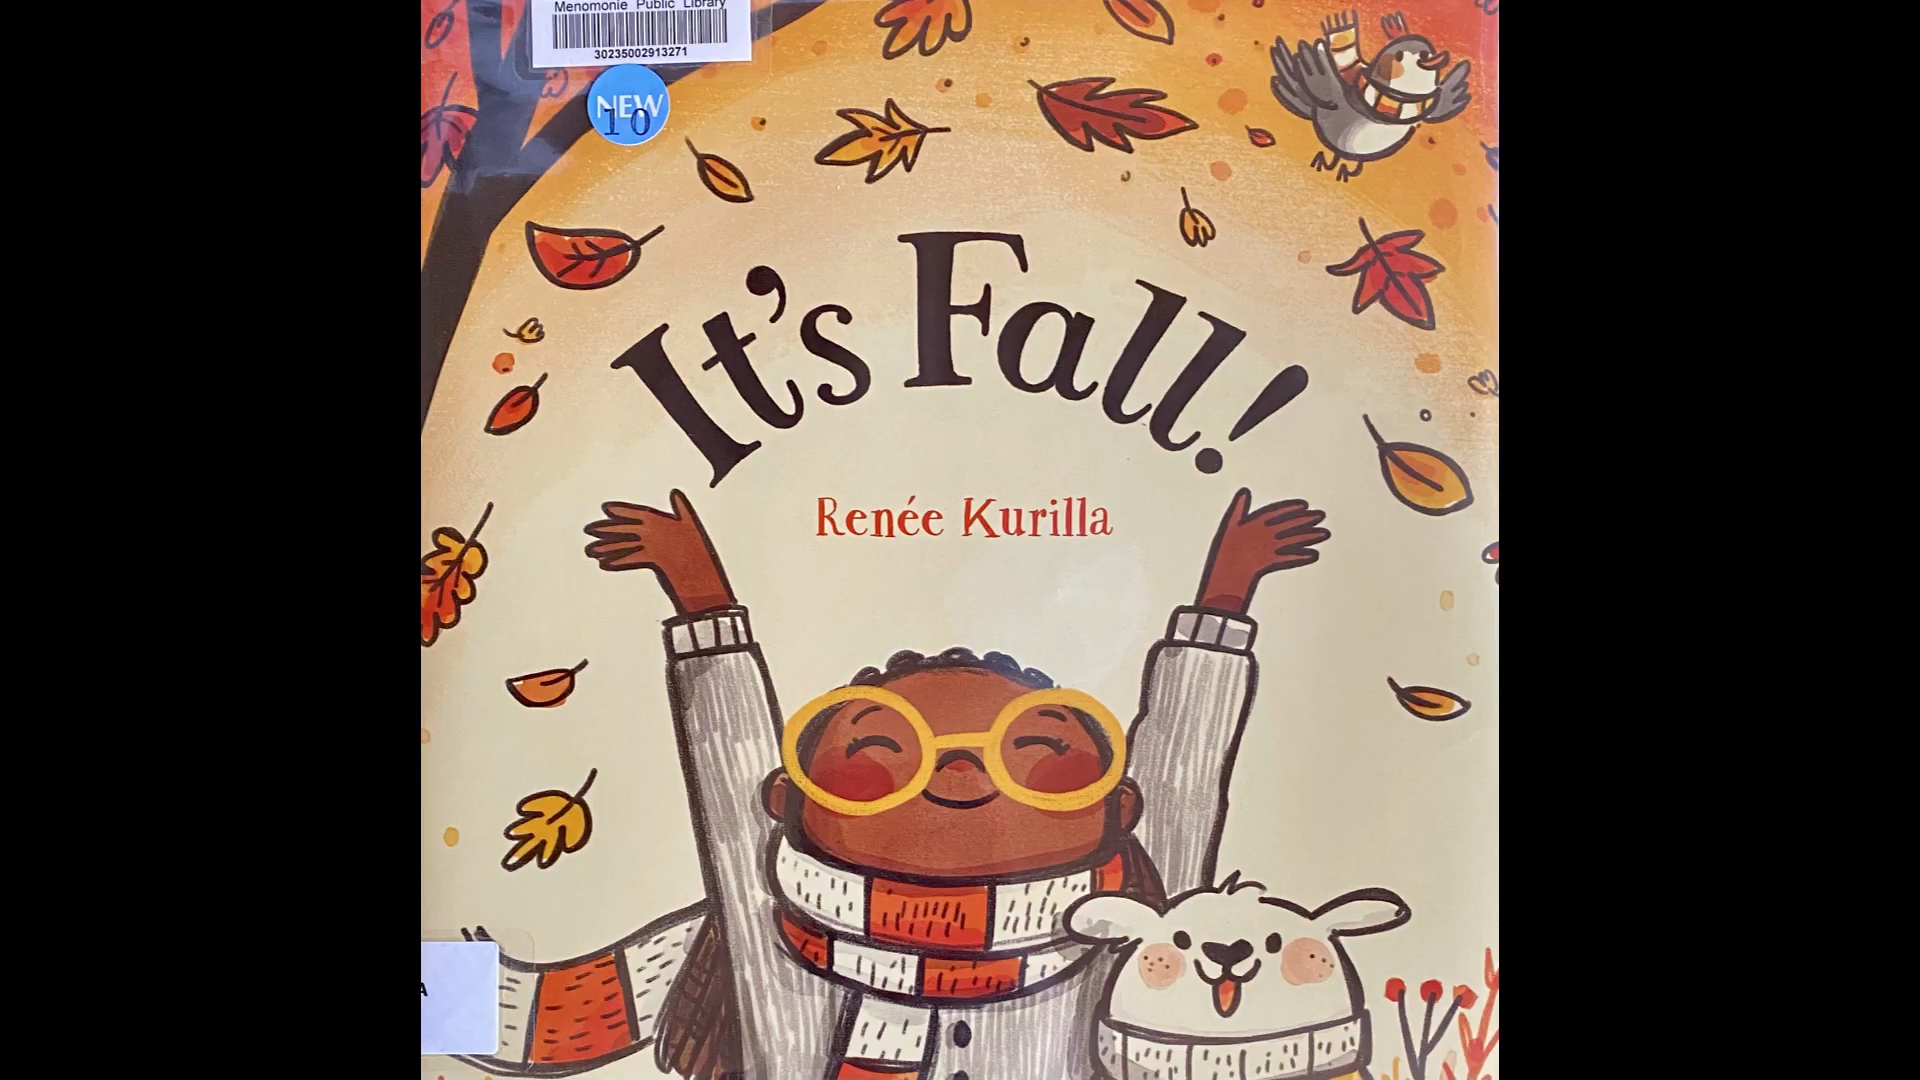 Menomonie Public Library
30235002913271
NEW
10
It's Fall!
Renée Kurilla
A